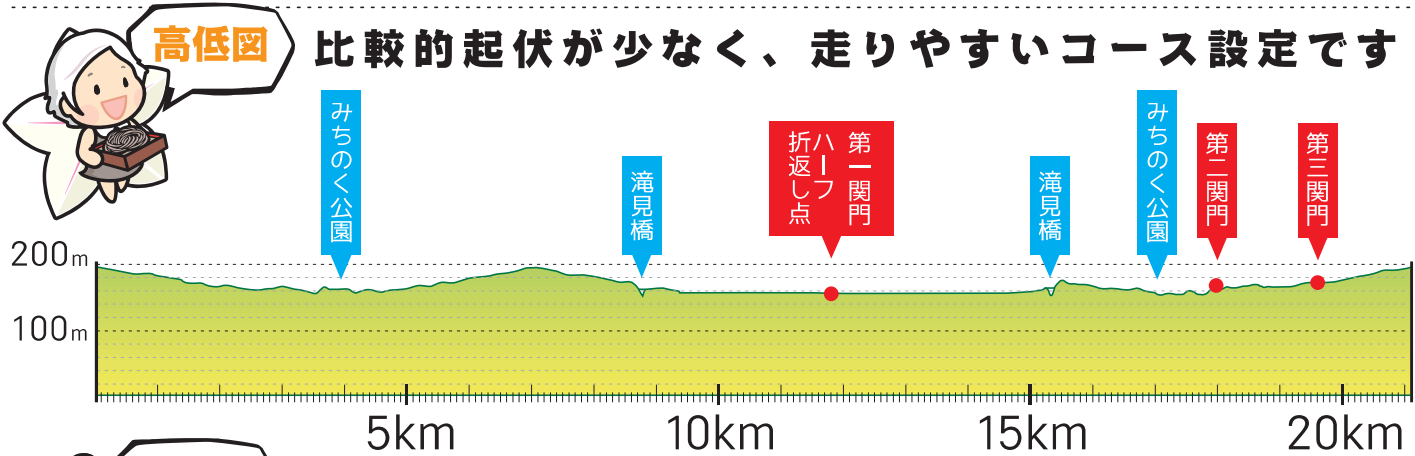 高低図
比較的起伏が少なく、走りやすいコース設定です
みちのく公園
滝見橋
第一関門
ハーフ
折返し点
滝見橋
みちのく公園
第二関門
第三関門
200m
100m
5km
10km
15km
20km